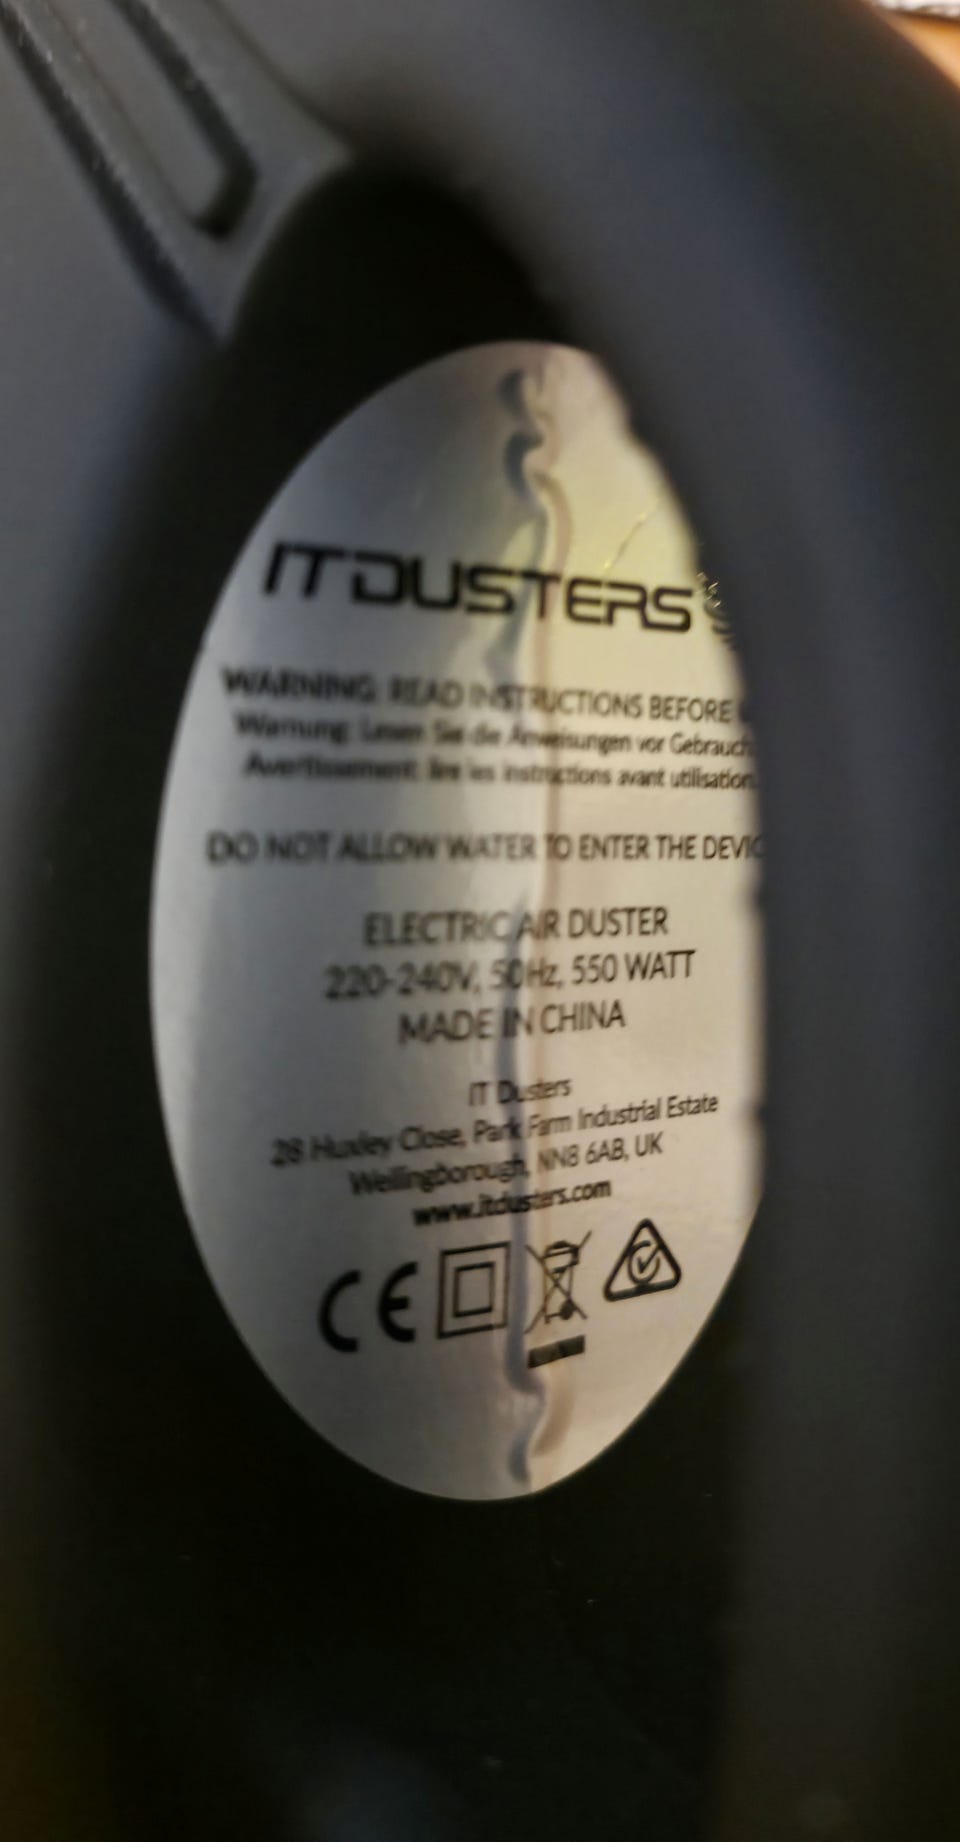 ITDUSTERS
WARNING: READ INSTRUCTIONS BEFORE
Warnung: Lesen Sie die Anweisungen vor Gebrauch
Avertissement: lire les instructions avant utilisation
DO NOT ALLOW WATER TO ENTER THE DEVIC
ELECTRIC AIR DUSTER
220-240V, 50Hz, 550 WATT
MADE IN CHINA
IT Dusters
28 Huxley Close, Park Farm Industrial Estate
Wellingborough, NN8 6AB, UK
www.itdusters.com
CE